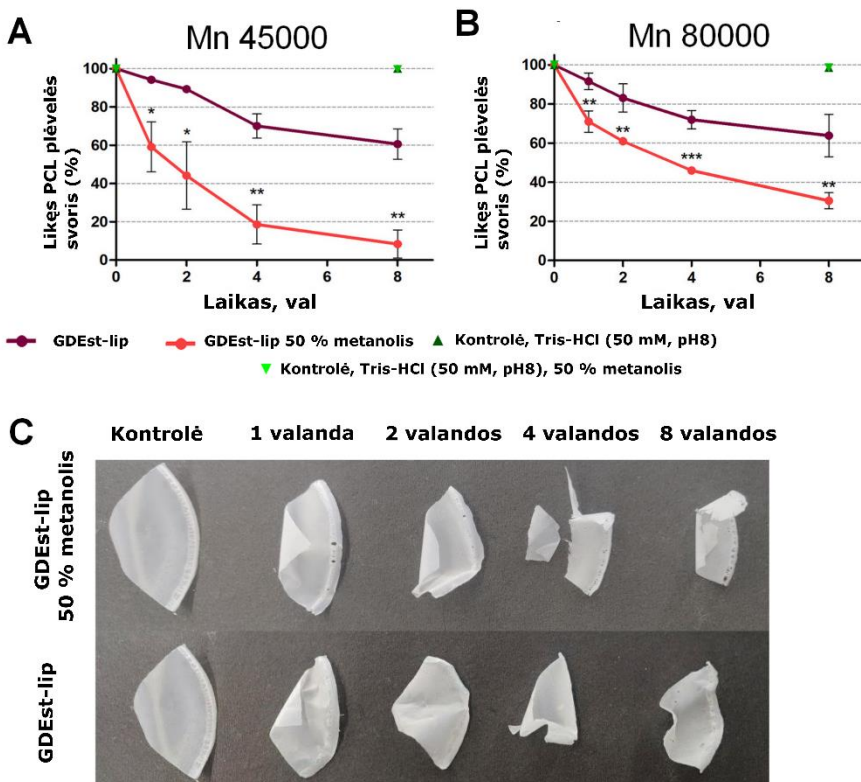 A
Mn 45000
Likęs PCL plėvelės
svoris (%)
100
80
60
40
20
0
*
*
**
**
0
2
4
6
8
Laikas, val
B
Mn 80000
Likęs PCL plėvelės
svoris (%)
100
80
60
40
20
0
**
**
***
**
0
2
4
6
8
Laikas, val
GDEst-lip
GDEst-lip 50 % metanolis
Kontrolė, Tris-HCl (50 mM, pH8)
Kontrolė, Tris-HCl (50 mM, pH8), 50 % metanolis
C
Kontrolė
1 valanda
2 valandos
4 valandos
8 valandos
GDEst-lip
50 % metanolis
GDEst-lip